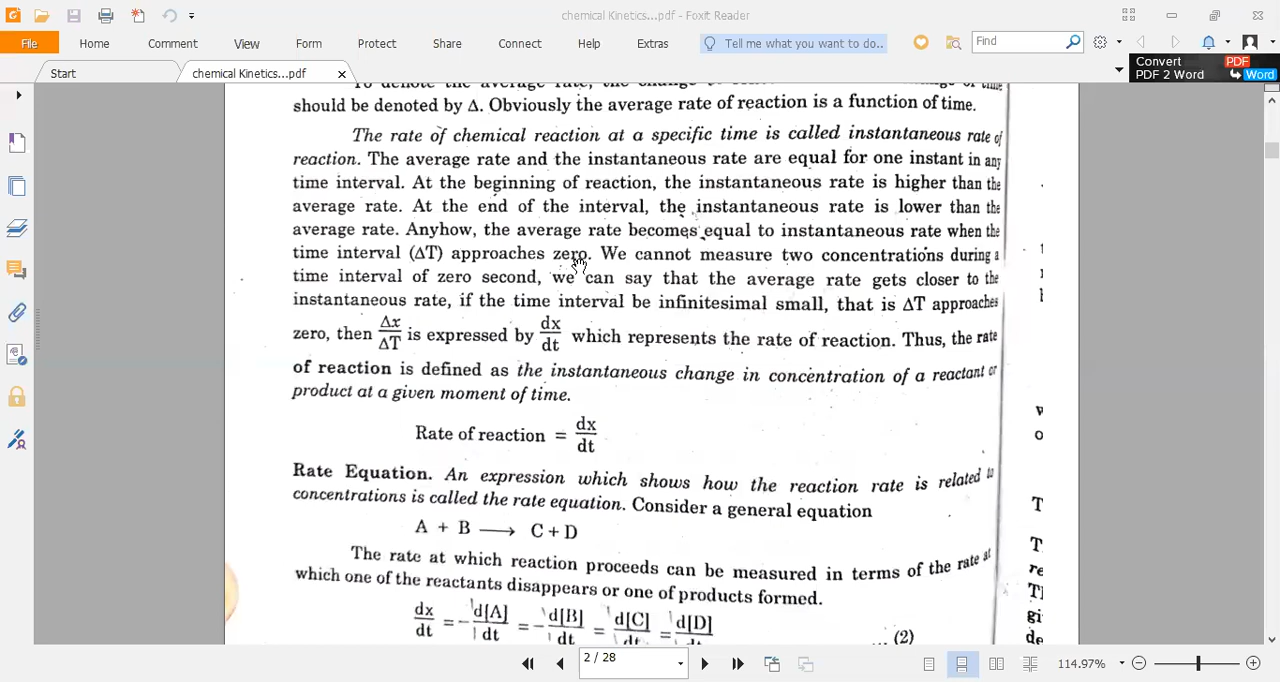 chemical Kinetics...pdf - Foxit Reader
File Home Comment View Form Protect Share Connect Help Extras Tell me what you want to do.. Find
Start chemical Kinetics...pdf
Convert PDF
PDF 2 Word Word
should be denoted by Δ. Obviously the average rate of reaction is a function of time.
The rate of chemical reaction at a specific time is called instantaneous rate of
reaction. The average rate and the instantaneous rate are equal for one instant in any
time interval. At the beginning of reaction, the instantaneous rate is higher than the
average rate. At the end of the interval, the instantaneous rate is lower than the
average rate. Anyhow, the average rate becomes equal to instantaneous rate when the
time interval (ΔT) approaches zero. We cannot measure two concentrations during a
time interval of zero second, we can say that the average rate gets closer to the
instantaneous rate, if the time interval be infinitesimal small, that is ΔT approaches
zero, then Δx/ΔT is expressed by dx/dt which represents the rate of reaction. Thus, the rate
of reaction is defined as the instantaneous change in concentration of a reactant or
product at a given moment of time.
Rate of reaction = dx/dt
Rate Equation. An expression which shows how the reaction rate is related to
concentrations is called the rate equation. Consider a general equation
A + B ⟶ C + D
The rate at which reaction proceeds can be measured in terms of the rate at
which one of the reactants disappears or one of products formed.
dx/dt = - d[A]/dt = - d[B]/dt = d[C]/dt = d[D]/dt ... (2)
2 / 28 114.97%